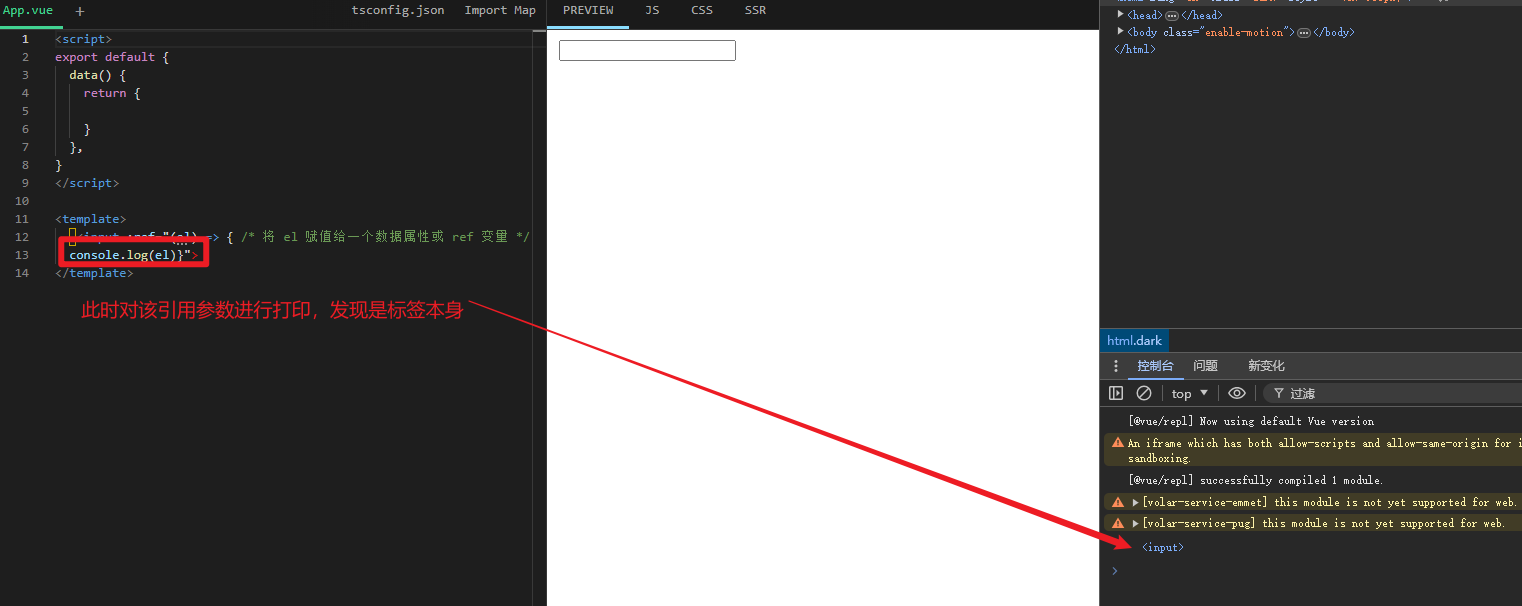 App.vue + tsconfig.json Import Map
PREVIEW JS CSS SSR
1 <script>
2 export default {
3 data() {
4 return {
5
6 }
7 },
8 }
9 </script>
10
11 <template>
12 <input :ref="(el) => { /* 将 el 赋值给一个数据属性或 ref 变量 */
13 console.log(el)}">
14 </template>
此时对该引用参数进行打印，发现是标签本身
<head> ... </head>
<body class="enable-motion"> ... </body>
</html>
html.dark
控制台 问题 新变化
top 过滤
[@vue/repl] Now using default Vue version
An iframe which has both allow-scripts and allow-same-origin for i
sandboxing.
[@vue/repl] successfully compiled 1 module.
[volar-service-emmet] this module is not yet supported for web.
[volar-service-pug] this module is not yet supported for web.
<input>